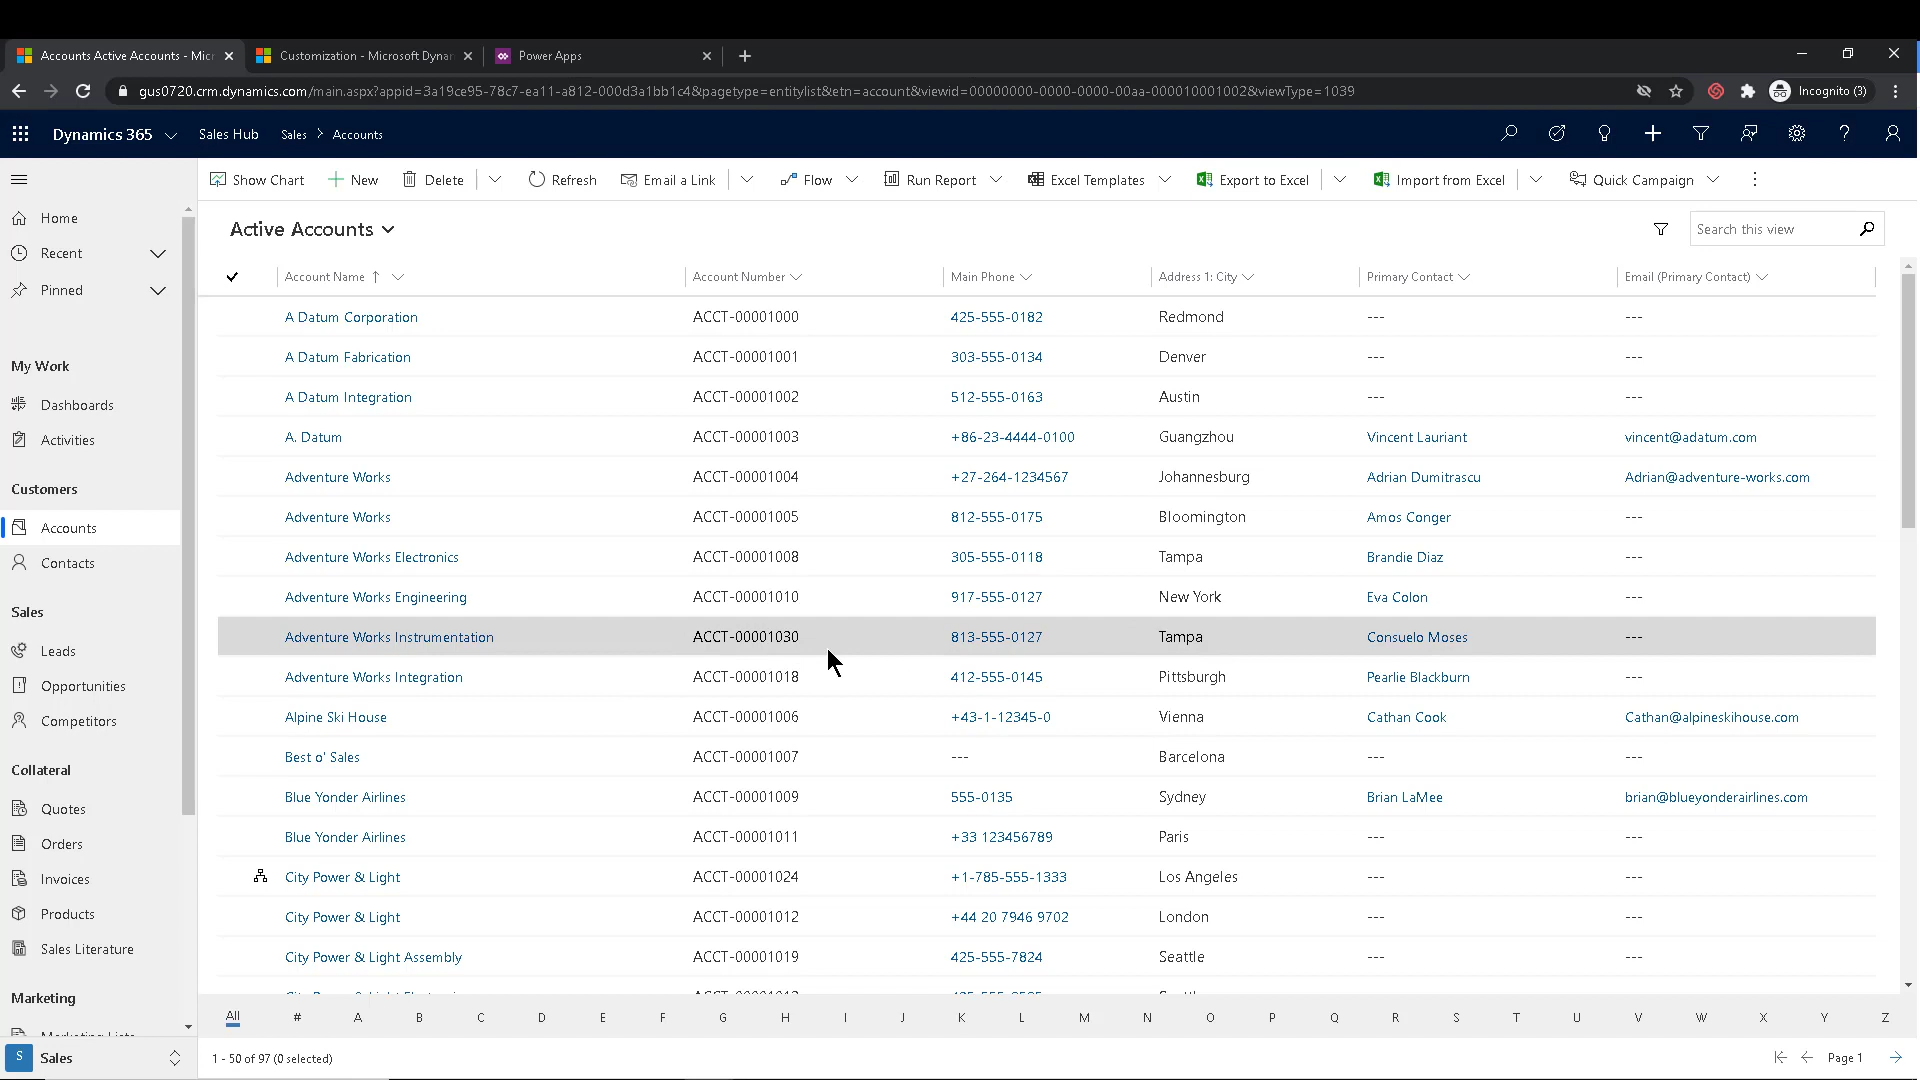 Accounts Active Accounts - Micr
Customization - Microsoft Dynar
Power Apps
gus0720.crm.dynamics.com/main.aspx?appid=3a19ce95-78c7-ea11-a812-000d3a1bb1c4&pagetype=entitylist&etn=account&viewid=00000000-0000-0000-00aa-000010001002&viewType=1039
Incognito (3)
Dynamics 365
Sales Hub
Sales > Accounts
Show Chart
New
Delete
Refresh
Email a Link
Flow
Run Report
Excel Templates
Export to Excel
Import from Excel
Quick Campaign
Home
Recent
Pinned
My Work
Dashboards
Activities
Customers
Accounts
Contacts
Sales
Leads
Opportunities
Competitors
Collateral
Quotes
Orders
Invoices
Products
Sales Literature
Marketing
Marketing Lists
S Sales
Active Accounts
Search this view
Account Name Account Number Main Phone Address 1: City Primary Contact Email (Primary Contact)
A Datum Corporation ACCT-00001000 425-555-0182 Redmond --- ---
A Datum Fabrication ACCT-00001001 303-555-0134 Denver --- ---
A Datum Integration ACCT-00001002 512-555-0163 Austin --- ---
A. Datum ACCT-00001003 +86-23-4444-0100 Guangzhou Vincent Lauriant vincent@adatum.com
Adventure Works ACCT-00001004 +27-264-1234567 Johannesburg Adrian Dumitrascu Adrian@adventure-works.com
Adventure Works ACCT-00001005 812-555-0175 Bloomington Amos Conger ---
Adventure Works Electronics ACCT-00001008 305-555-0118 Tampa Brandie Diaz ---
Adventure Works Engineering ACCT-00001010 917-555-0127 New York Eva Colon ---
Adventure Works Instrumentation ACCT-00001030 813-555-0127 Tampa Consuelo Moses ---
Adventure Works Integration ACCT-00001018 412-555-0145 Pittsburgh Pearlie Blackburn ---
Alpine Ski House ACCT-00001006 +43-1-12345-0 Vienna Cathan Cook Cathan@alpineskihouse.com
Best o' Sales ACCT-00001007 --- Barcelona --- ---
Blue Yonder Airlines ACCT-00001009 555-0135 Sydney Brian LaMee brian@blueyonderairlines.com
Blue Yonder Airlines ACCT-00001011 +33 123456789 Paris --- ---
City Power & Light ACCT-00001024 +1-785-555-1333 Los Angeles --- ---
City Power & Light ACCT-00001012 +44 20 7946 9702 London --- ---
City Power & Light Assembly ACCT-00001019 425-555-7824 Seattle --- ---
All # A B C D E F G H I J K L M N O P Q R S T U V W X Y Z
1 - 50 of 97 (0 selected)
Page 1